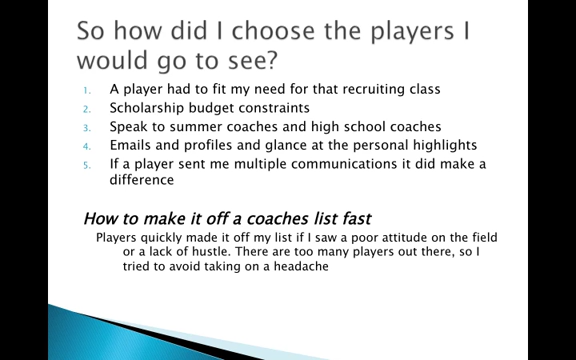 So how did I choose the players I
would go to see?
1. A player had to fit my need for that recruiting class
2. Scholarship budget constraints
3. Speak to summer coaches and high school coaches
4. Emails and profiles and glance at the personal highlights
5. If a player sent me multiple communications it did make a
difference
How to make it off a coaches list fast
Players quickly made it off my list if I saw a poor attitude on the field
or a lack of hustle. There are too many players out there, so I
tried to avoid taking on a headache